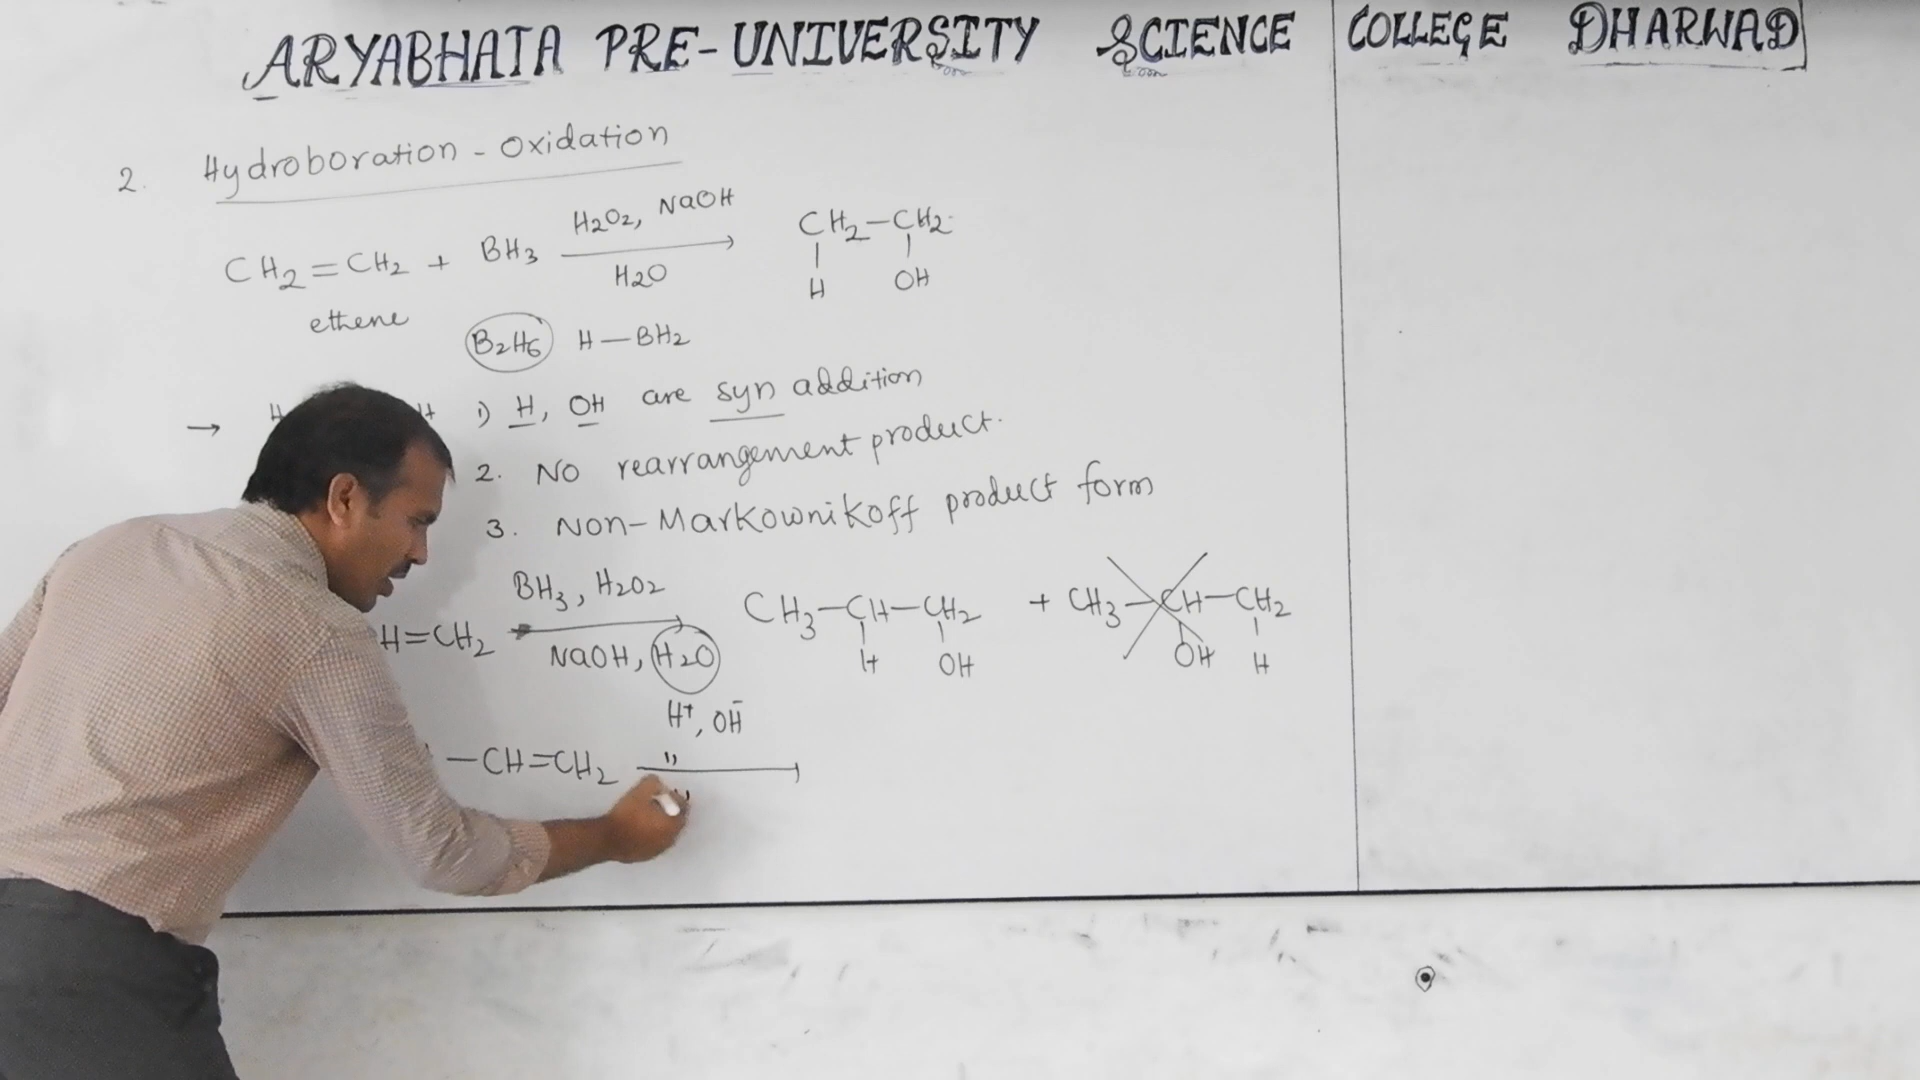 ARYABHATA PRE-UNIVERSITY SCIENCE COLLEGE DHARWAD
2. Hydroboration - Oxidation
H2O2, NaOH
CH2=CH2 + BH3 ⟶ CH2-CH2
H2O
H OH
ethene
B2H6 H-BH2
→ 1) H, OH are syn addition
2. NO rearrangement product.
3. NON-Markownikoff product form
BH3, H2O2
H=CH2 ⟶ CH3-CH-CH2 + CH3-CH-CH2
NaOH, H2O
H OH OH H
H+, OH-
-CH=CH2 ⟶
"
"